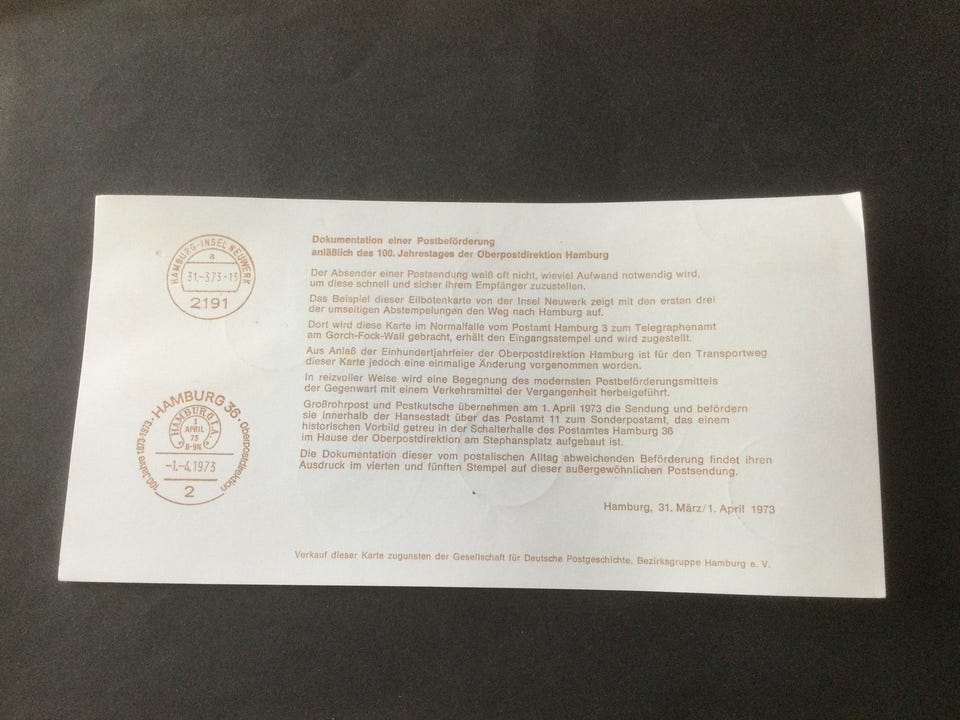 HAMBURG-INSEL NEUWERK
a
31.-3.73-13
2191
Dokumentation einer Postbeförderung
anläßlich des 100. Jahrestages der Oberpostdirektion Hamburg
Der Absender einer Postsendung weiß oft nicht, wieviel Aufwand notwendig wird,
um diese schnell und sicher ihrem Empfänger zuzustellen.
Das Beispiel dieser Eilbotenkarte von der Insel Neuwerk zeigt mit den ersten drei
der umseitigen Abstempelungen den Weg nach Hamburg auf.
Dort wird diese Karte im Normalfalle vom Postamt Hamburg 3 zum Telegraphenamt
am Gorch-Fock-Wall gebracht, erhält den Eingangsstempel und wird zugestellt.
Aus Anlaß der Einhundertjahrfeier der Oberpostdirektion Hamburg ist für den Transportweg
dieser Karte jedoch eine einmalige Änderung vorgenommen worden.
In reizvoller Weise wird eine Begegnung des modernsten Postbeförderungsmittels
der Gegenwart mit einem Verkehrsmittel der Vergangenheit herbeigeführt.
Großrohrpost und Postkutsche übernehmen am 1. April 1973 die Sendung und befördern
sie innerhalb der Hansestadt über das Postamt 11 zum Sonderpostamt, das einem
historischen Vorbild getreu in der Schalterhalle des Postamtes Hamburg 36
im Hause der Oberpostdirektion am Stephansplatz aufgebaut ist.
Die Dokumentation dieser vom postalischen Alltag abweichenden Beförderung findet ihren
Ausdruck im vierten und fünften Stempel auf dieser außergewöhnlichen Postsendung.
Hamburg, 31. März/1. April 1973
Verkauf dieser Karte zugunsten der Gesellschaft für Deutsche Postgeschichte, Bezirksgruppe Hamburg e. V.
HAMBURG 36
100 Jahre 1873-1973 Oberpostdirektion
HAMBURG I.A.
1
APRIL
73
-1.-4.1973
2